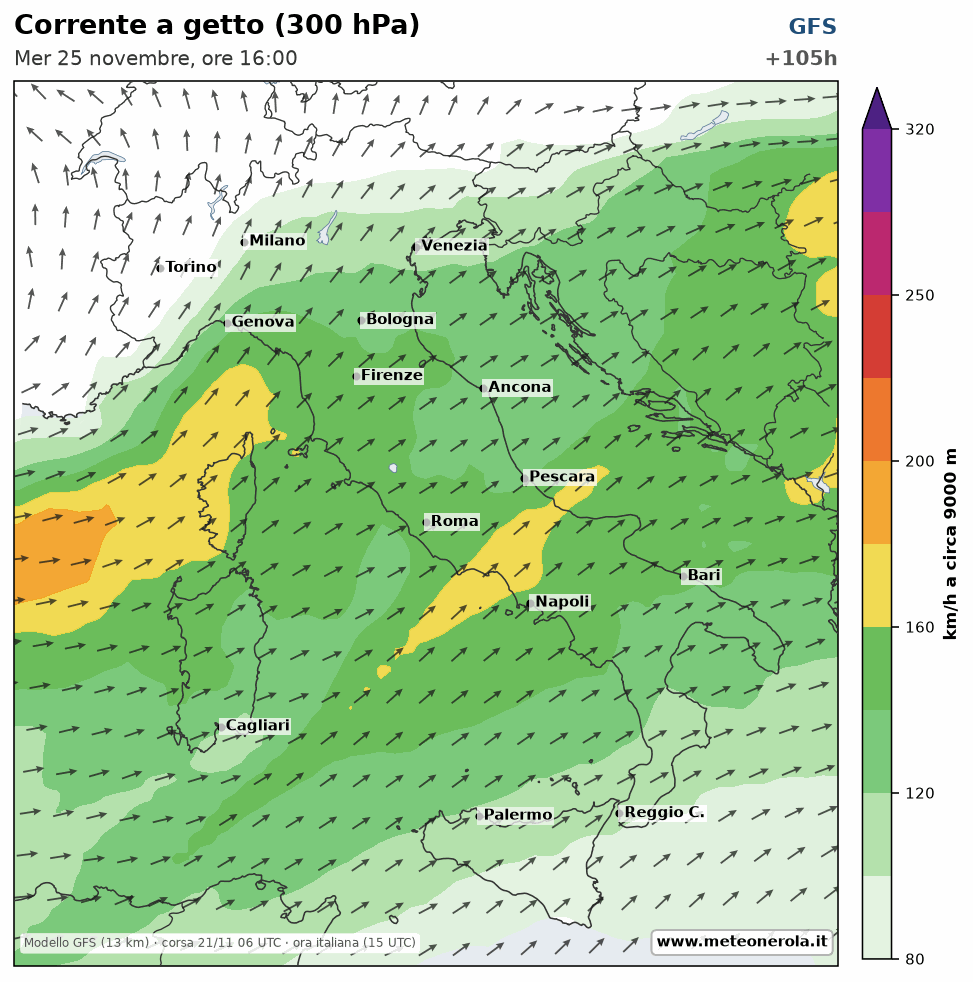 Corrente a getto (300 hPa)
GFS
Mer 25 novembre, ore 16:00
+105h
Milano
Venezia
Torino
Genova
Bologna
Firenze
Ancona
Pescara
Roma
Bari
Napoli
Cagliari
Palermo
Reggio C.
320
250
200
160
120
80
km/h a circa 9000 m
Modello GFS (13 km) · corsa 21/11 06 UTC · ora italiana (15 UTC)
www.meteonerola.it